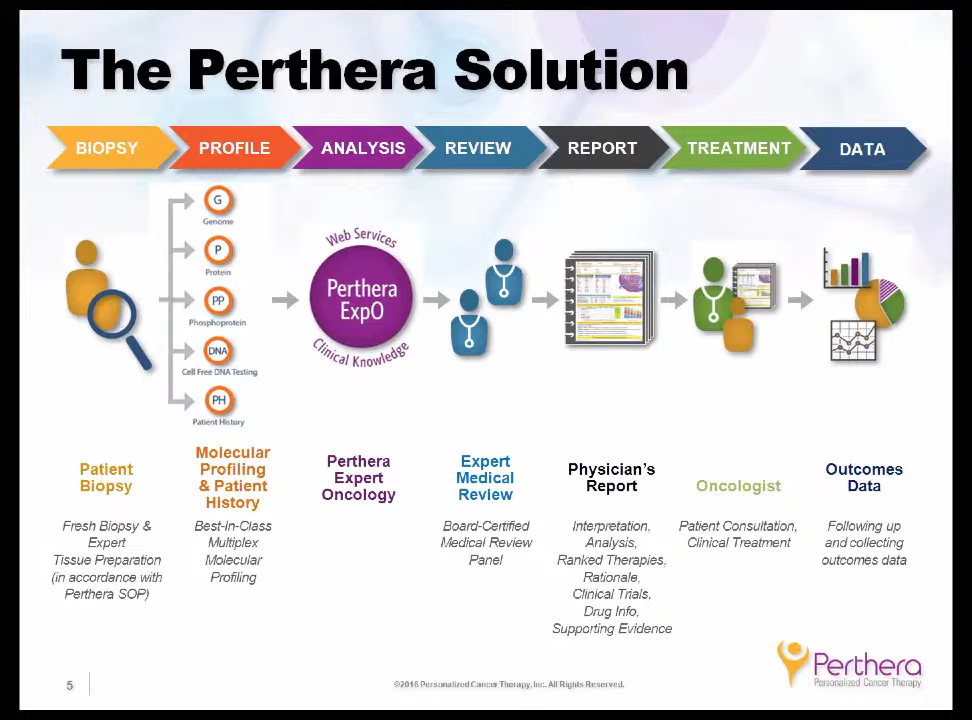 The Perthera Solution
BIOPSY
PROFILE
ANALYSIS
REVIEW
REPORT
TREATMENT
DATA
G
Genome
P
Protein
PP
Phosphoprotein
DNA
Cell Free DNA Testing
PH
Patient History
Web Services
Perthera
ExpO
Clinical Knowledge
Patient
Biopsy
Fresh Biopsy &
Expert
Tissue Preparation
(in accordance with
Perthera SOP)
Molecular
Profiling
& Patient
History
Best-In-Class
Multiplex
Molecular
Profiling
Perthera
Expert
Oncology
Expert
Medical
Review
Board-Certified
Medical Review
Panel
Physician's
Report
Interpretation,
Analysis,
Ranked Therapies,
Rationale,
Clinical Trials,
Drug Info,
Supporting Evidence
Oncologist
Patient Consultation,
Clinical Treatment
Outcomes
Data
Following up
and collecting
outcomes data
5
©2016 Personalized Cancer Therapy, Inc. All Rights Reserved.
Perthera
Personalized Cancer Therapy